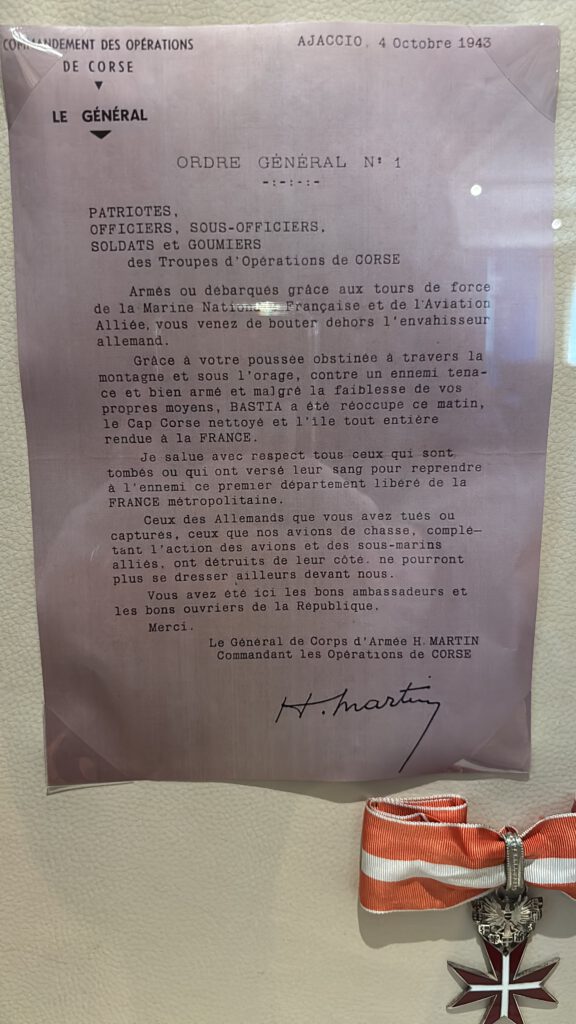 COMMANDEMENT DES OPÉRATIONS
DE CORSE
LE GÉNÉRAL
AJACCIO, 4 Octobre 1943
ORDRE GÉNÉRAL N° 1
-:-:-:-
PATRIOTES,
OFFICIERS, SOUS-OFFICIERS,
SOLDATS et GOUMIERS
des Troupes d'Opérations de CORSE
Armés ou débarqués grâce aux tours de force
de la Marine Nationale Française et de l'Aviation
Alliée, vous venez de bouter dehors l'envahisseur
allemand.
Grâce à votre poussée obstinée à travers la
montagne et sous l'orage, contre un ennemi tena-
ce et bien armé et malgré la faiblesse de vos
propres moyens, BASTIA a été réoccupe ce matin,
le Cap Corse nettoyé et l'île tout entière
rendue à la FRANCE.
Je salue avec respect tous ceux qui sont
tombés ou qui ont versé leur sang pour reprendre
à l'ennemi ce premier département libéré de la
FRANCE métropolitaine.
Ceux des Allemands que vous avez tués ou
capturés, ceux que nos avions de chasse, complé-
tant l'action des avions et des sous-marins
alliés, ont détruits de leur côté. ne pourront
plus se dresser ailleurs devant nous.
Vous avez été ici les bons ambassadeurs et
les bons ouvriers de la République.
Merci.
Le Général de Corps d'Armée H. MARTIN
Commandant les Opérations de CORSE
H. Martin